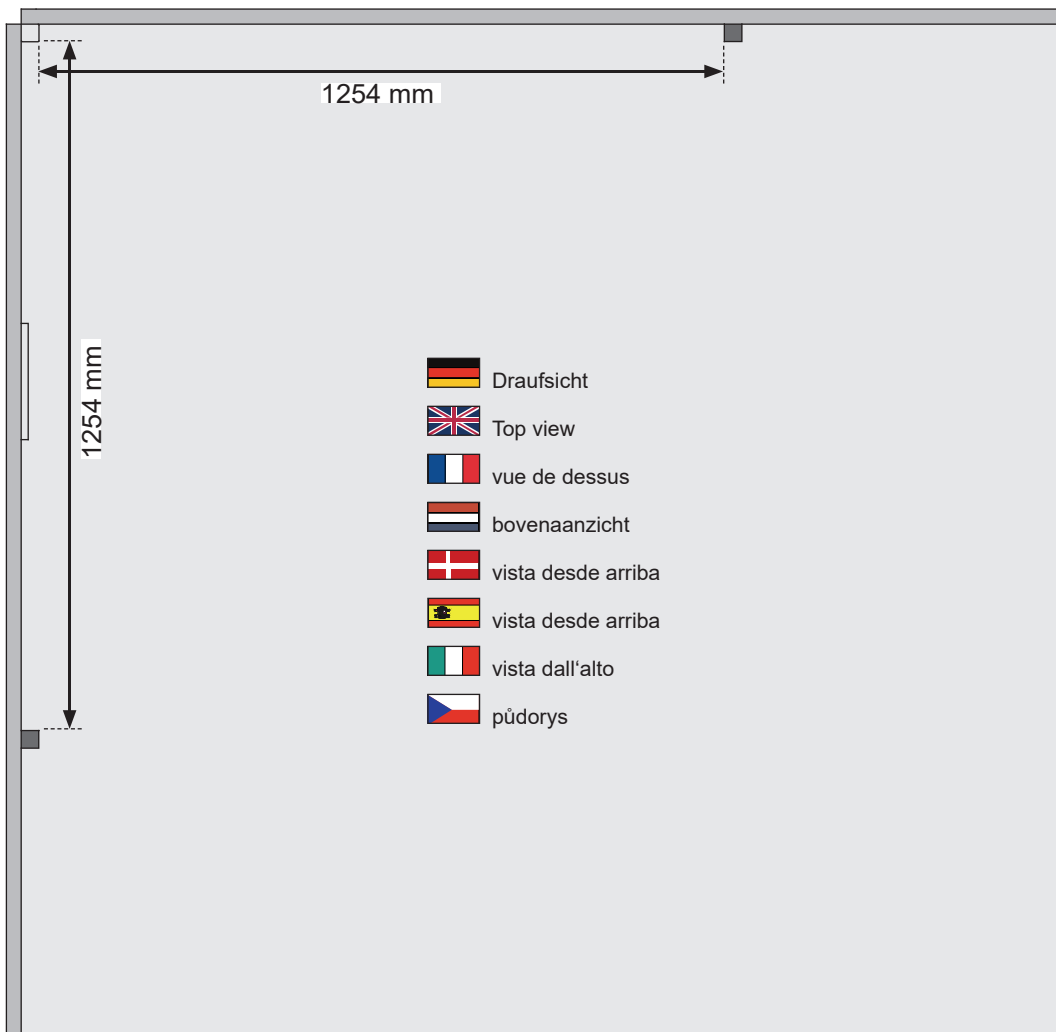 1254 mm
1254 mm
Draufsicht
Top view
vue de dessus
bovenaanzicht
vista desde arriba
vista desde arriba
vista dall‘alto
půdorys